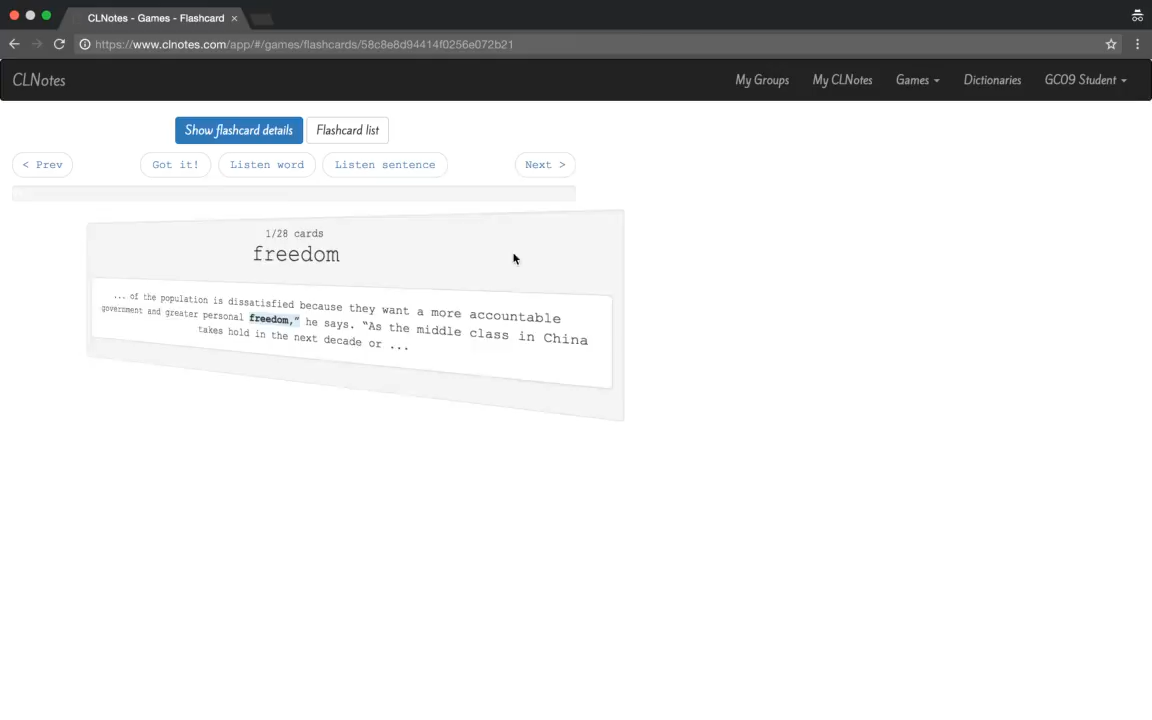 CLNotes - Games - Flashcard ×
https://www.clnotes.com/app/#/games/flashcards/58c8e8d94414f0256e072b21
CLNotes My Groups My CLNotes Games Dictionaries GC09 Student
Show flashcard details Flashcard list
< Prev Got it! Listen word Listen sentence Next >
1/28 cards
freedom
... of the population is dissatisfied because they want a more accountable
government and greater personal freedom,” he says. “As the middle class in China
takes hold in the next decade or ...